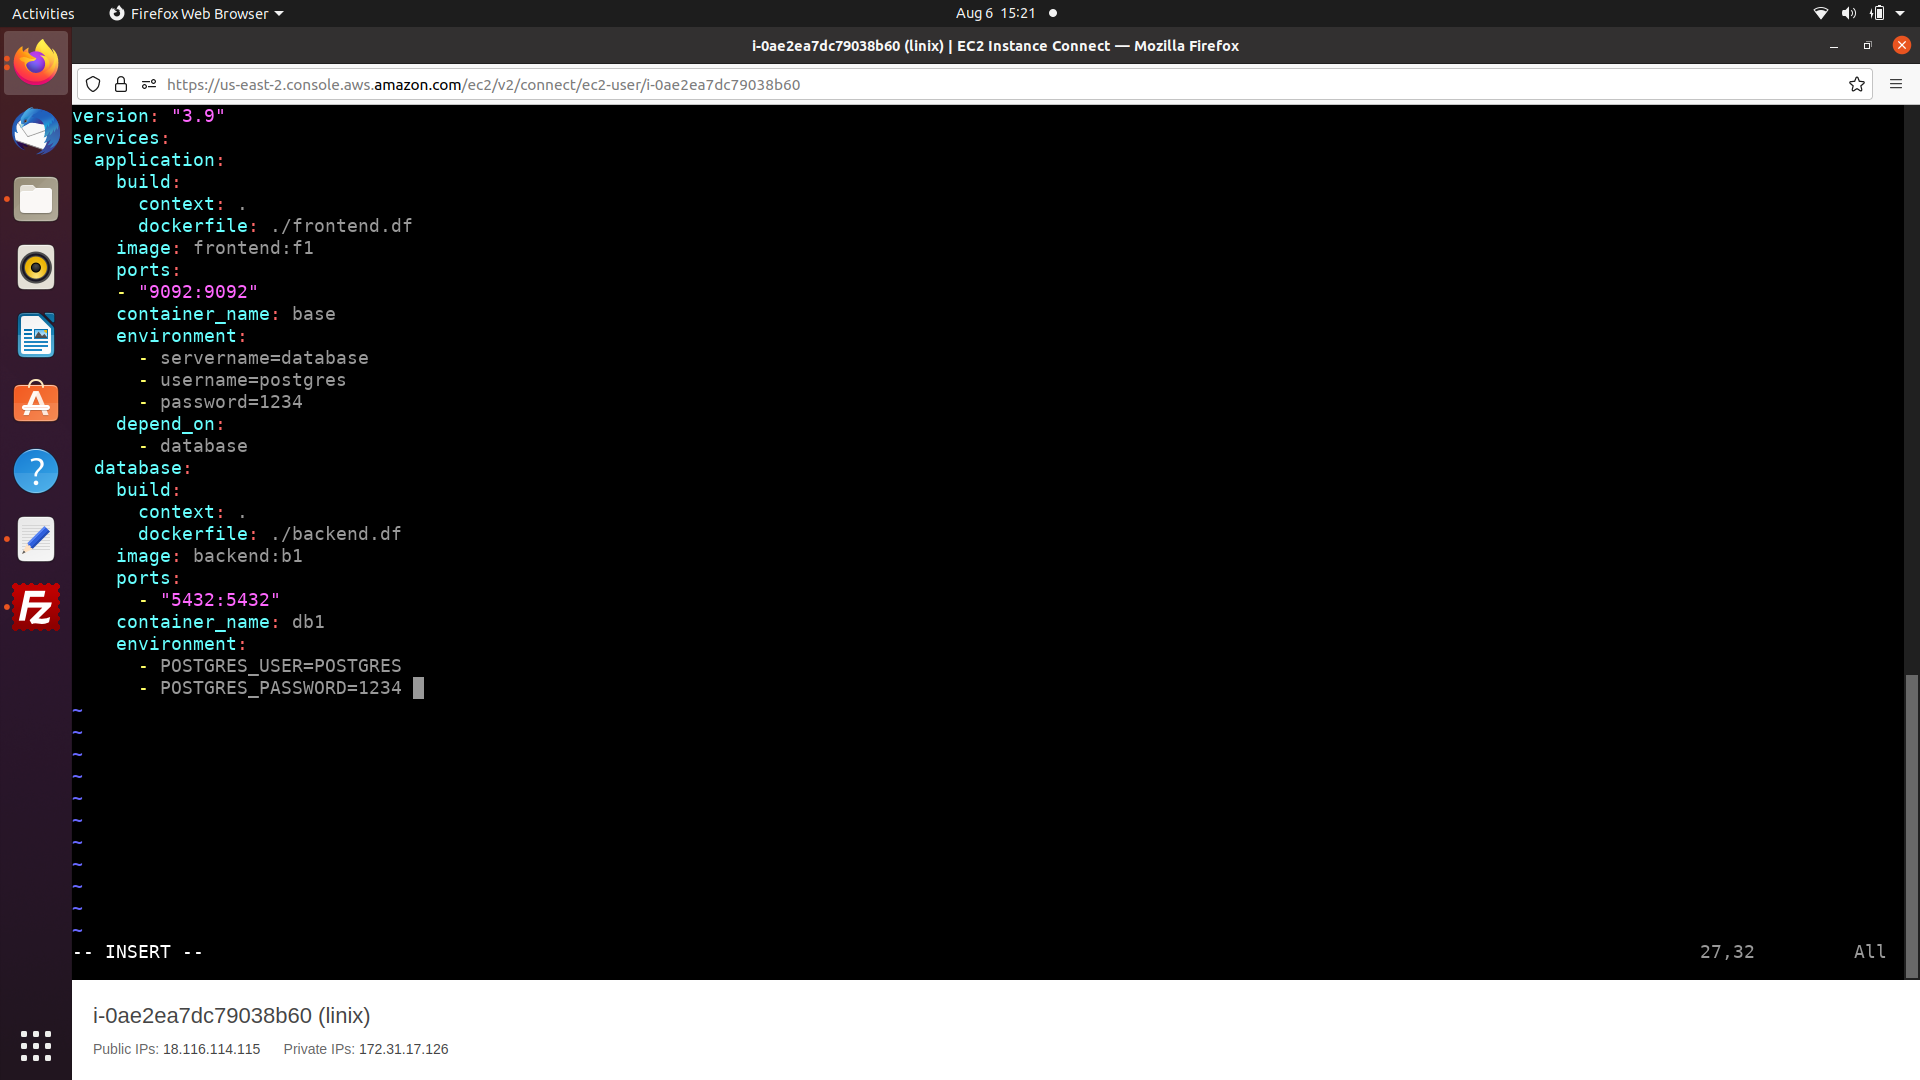 Activities
Firefox Web Browser
Aug 6 15:21
i-0ae2ea7dc79038b60 (linix) | EC2 Instance Connect — Mozilla Firefox
https://us-east-2.console.aws.amazon.com/ec2/v2/connect/ec2-user/i-0ae2ea7dc79038b60
version: "3.9"
services:
  application:
    build:
      context: .
      dockerfile: ./frontend.df
    image: frontend:f1
    ports:
    - "9092:9092"
    container_name: base
    environment:
      - servername=database
      - username=postgres
      - password=1234
    depend_on:
      - database
  database:
    build:
      context: .
      dockerfile: ./backend.df
    image: backend:b1
    ports:
      - "5432:5432"
    container_name: db1
    environment:
      - POSTGRES_USER=POSTGRES
      - POSTGRES_PASSWORD=1234
~
~
~
~
~
~
~
~
~
~
~
-- INSERT -- 27,32 All
i-0ae2ea7dc79038b60 (linix)
Public IPs: 18.116.114.115 Private IPs: 172.31.17.126